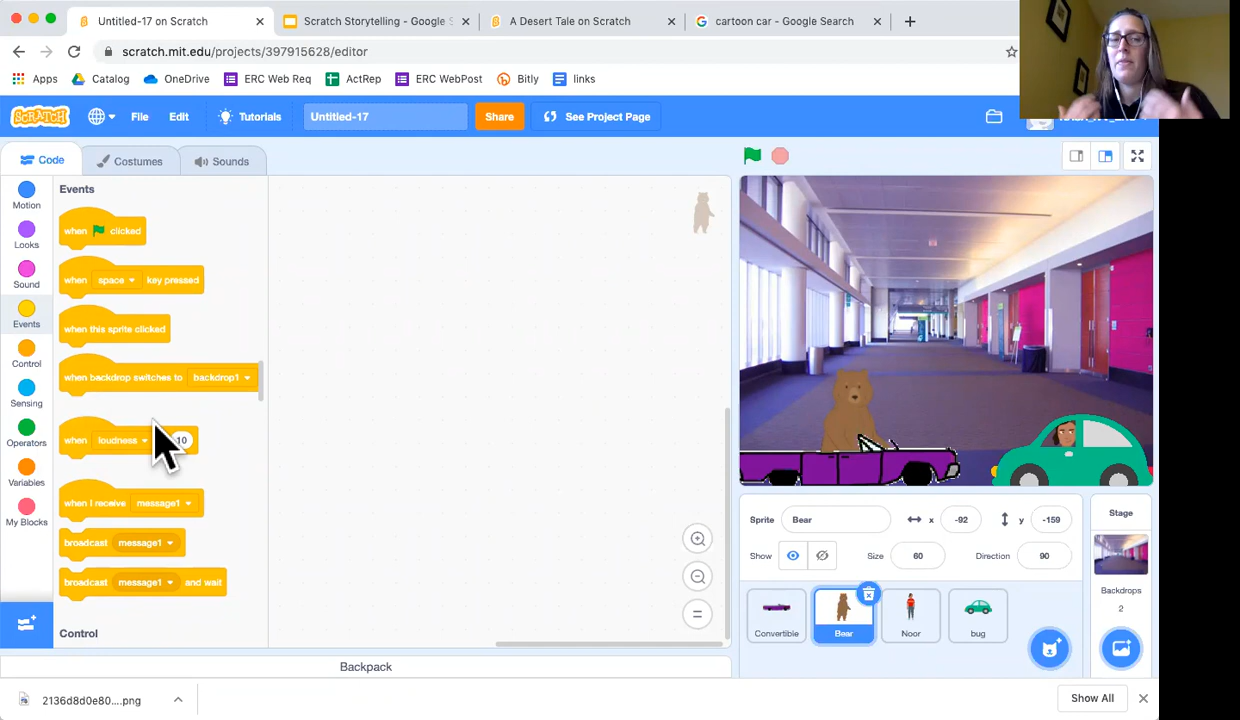 Untitled-17 on Scratch
Scratch Storytelling - Google S
A Desert Tale on Scratch
cartoon car - Google Search
scratch.mit.edu/projects/397915628/editor
Apps
Catalog
OneDrive
ERC Web Req
ActRep
ERC WebPost
Bitly
links
SCRATCH
File
Edit
Tutorials
Untitled-17
Share
See Project Page
Code
Costumes
Sounds
Motion
Looks
Sound
Events
Control
Sensing
Operators
Variables
My Blocks
Events
when clicked
when space key pressed
when this sprite clicked
when backdrop switches to backdrop1
when loudness 10
when I receive message1
broadcast message1
broadcast message1 and wait
Control
Sprite Bear x -92 y -159
Show Size 60 Direction 90
Convertible
Bear
Noor
bug
Stage
Backdrops
2
Backpack
2136d8d0e80....png
Show All